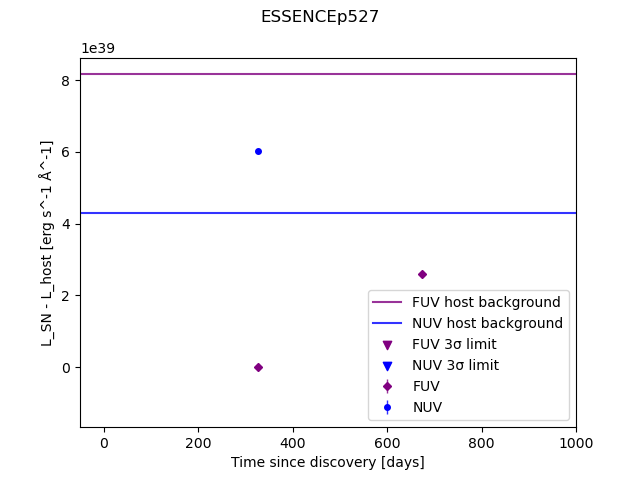 ESSENCEp527
1e39
8
6
4
2
0
L_SN - L_host [erg s^-1 Å^-1]
FUV host background
NUV host background
FUV 3σ limit
NUV 3σ limit
FUV
NUV
0 200 400 600 800 1000
Time since discovery [days]